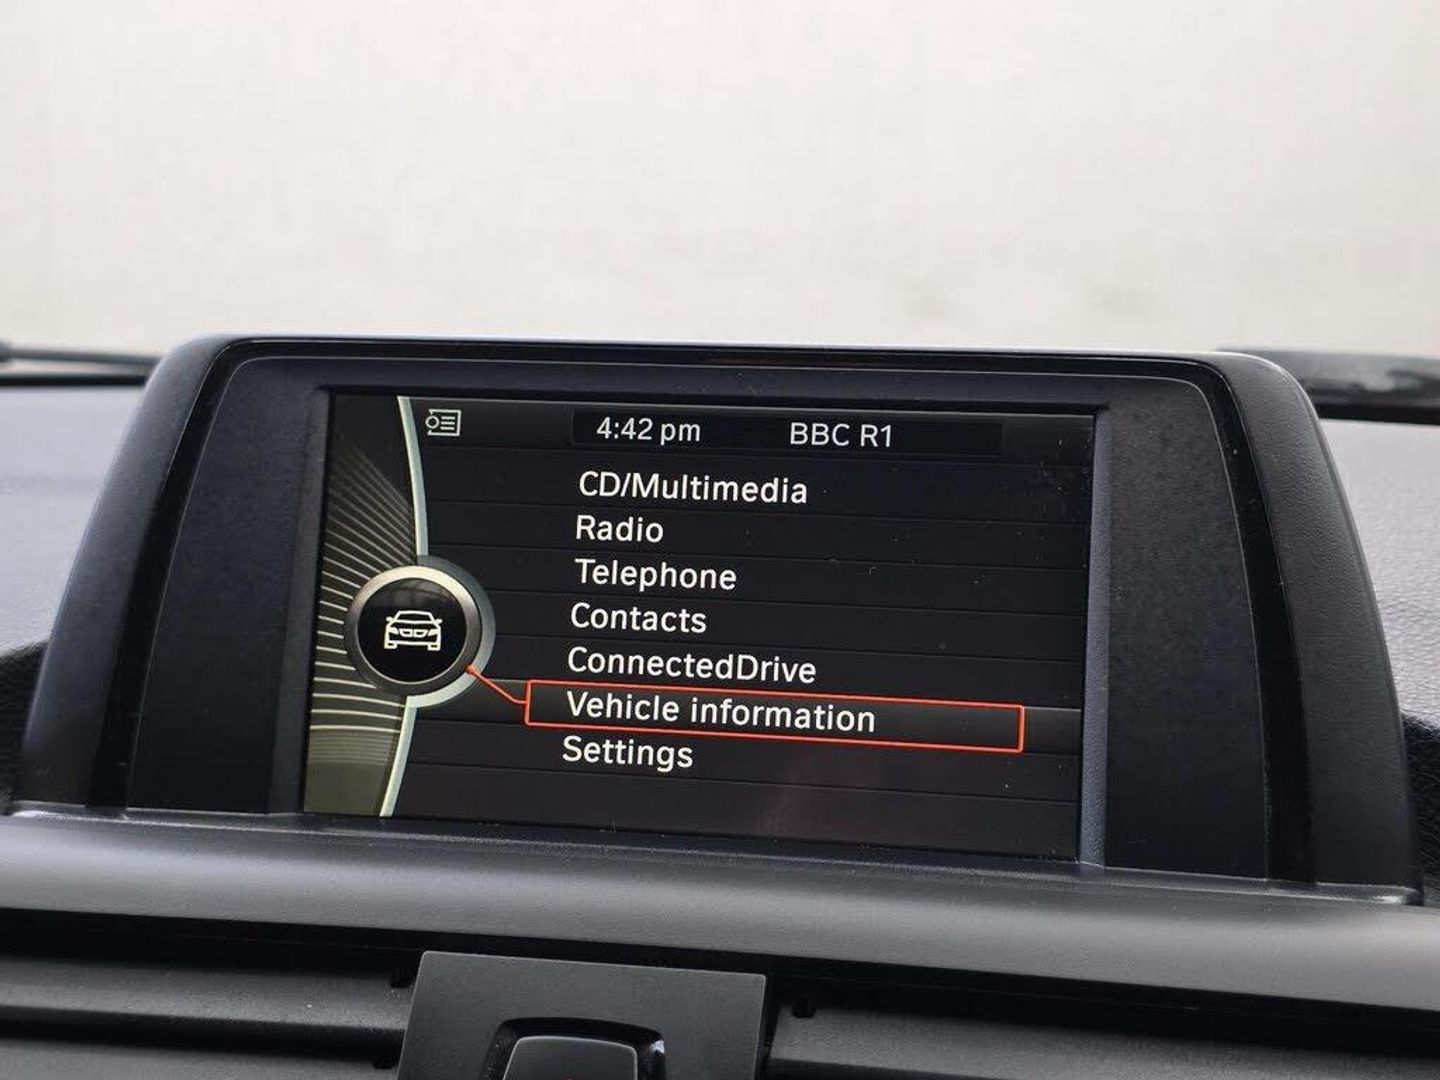 4:42 pm BBC R1
CD/Multimedia
Radio
Telephone
Contacts
ConnectedDrive
Vehicle information
Settings